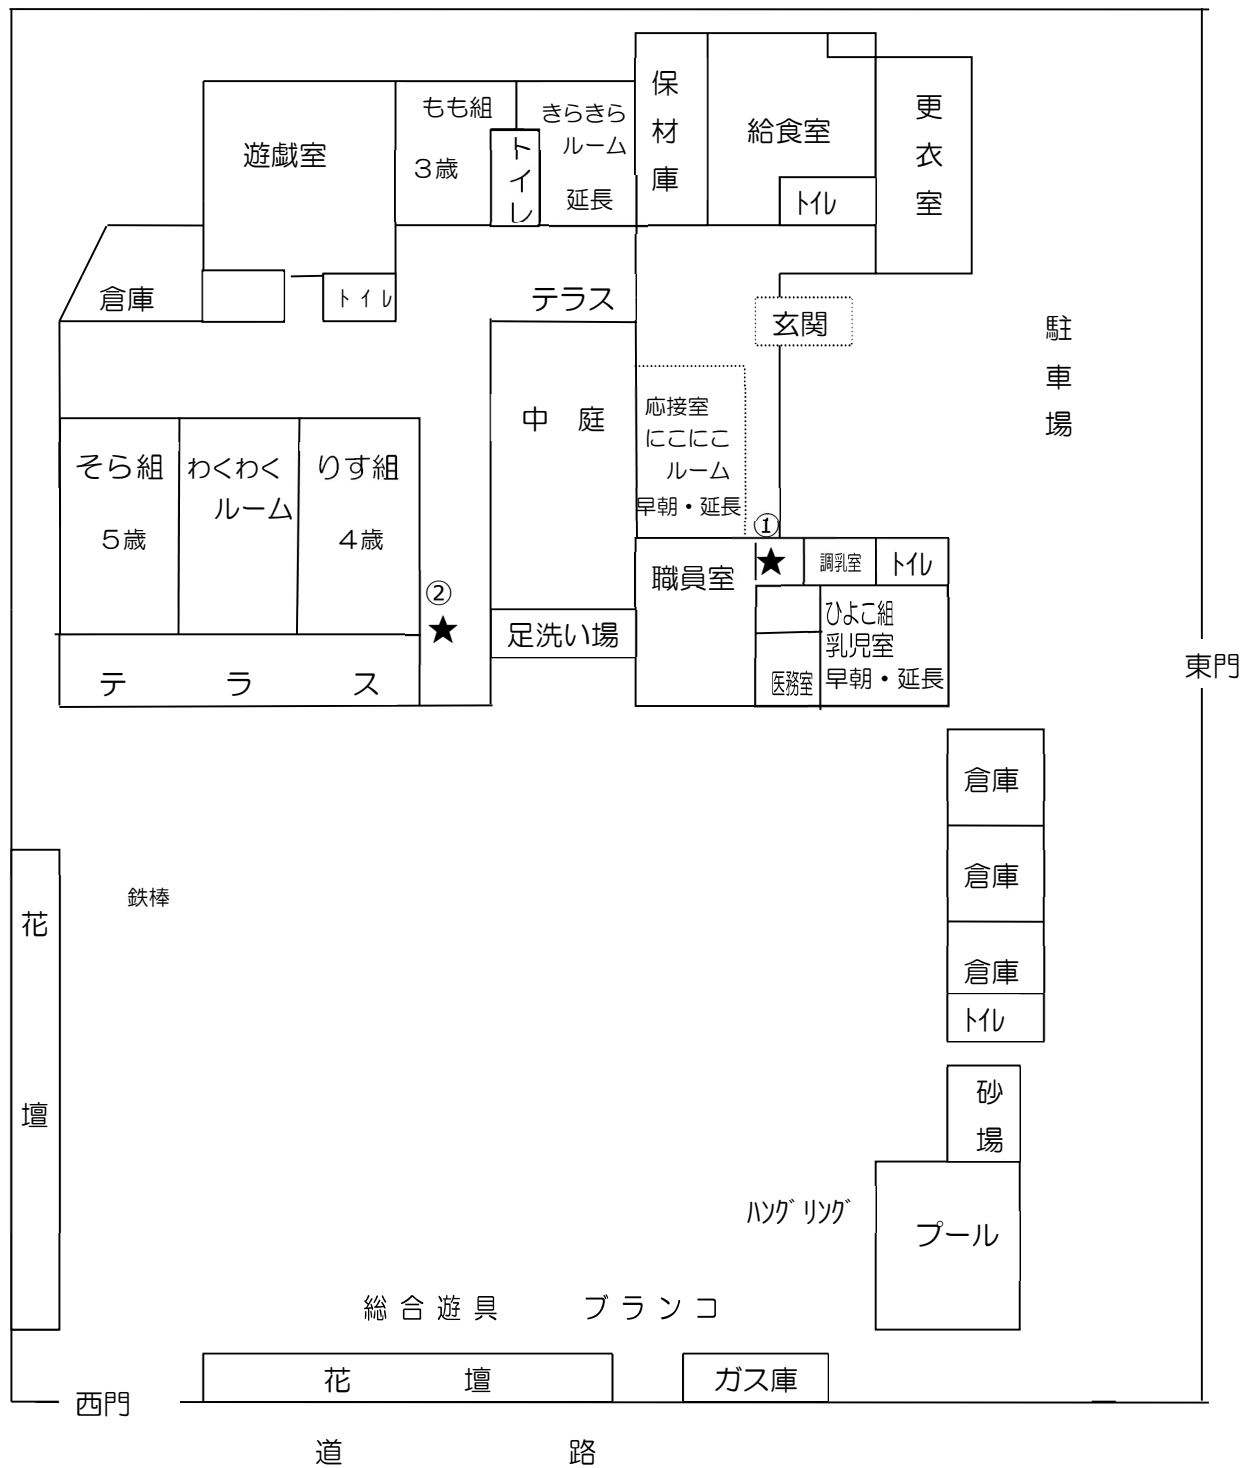 保材庫
給食室
更衣室
もも組
きらきら
ルーム
遊戯室
3歳
トイレ
延長
トイレ
倉庫
トイレ
テラス
玄関
駐車場
中 庭
応接室
にこにこ
ルーム
早朝・延長
そら組
わくわく
ルーム
りす組
5歳
4歳
①
★
調乳室
トイレ
職員室
②
★
足洗い場
ひよこ組
乳児室
早朝・延長
医務室
テラス
東門
倉庫
倉庫
倉庫
トイレ
鉄棒
花壇
砂場
ハングリング
プール
総合遊具
ブランコ
花壇
ガス庫
西門
道路